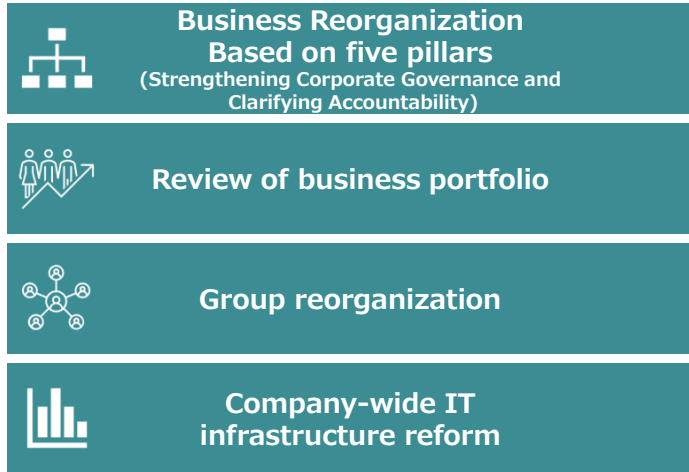 Business Reorganization
Based on five pillars
(Strengthening Corporate Governance and
Clarifying Accountability)
Review of business portfolio
Group reorganization
Company-wide IT
infrastructure reform